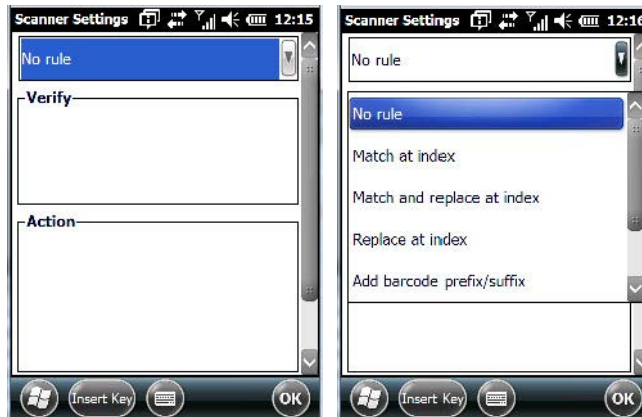 Scanner Settings 12:15
No rule
Verify
Action
Insert Key
OK
Scanner Settings 12:16
No rule
No rule
Match at index
Match and replace at index
Replace at index
Add barcode prefix/suffix
Insert Key
OK